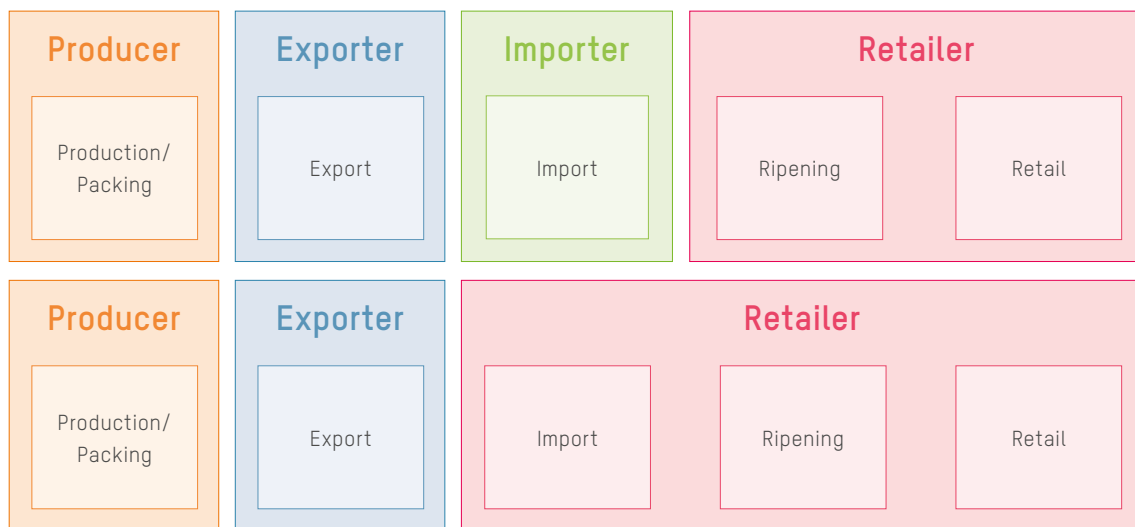 Producer
Exporter
Importer
Retailer
Production/
Packing
Export
Import
Ripening
Retail
Producer
Exporter
Retailer
Production/
Packing
Export
Import
Ripening
Retail